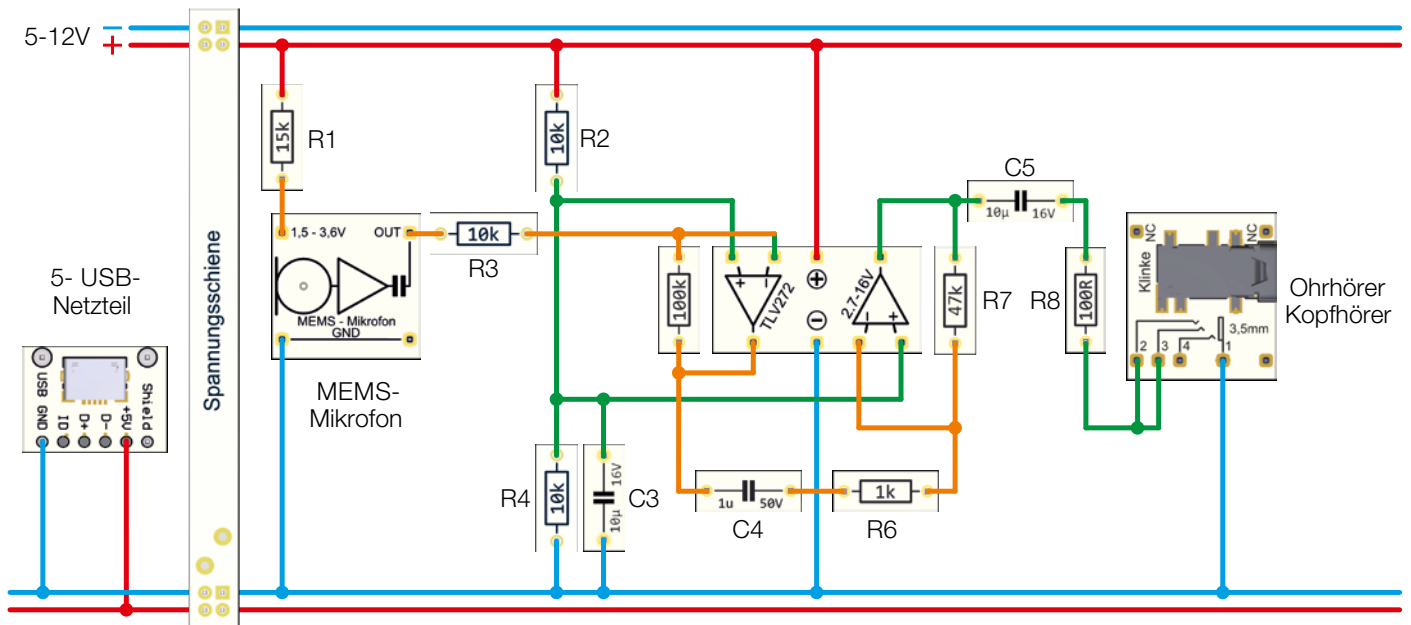 5-12V
−
+
Spannungsschiene
15k
R1
10k
R2
1,5 - 3,6V
OUT
MEMS - Mikrofon
GND
MEMS-
Mikrofon
10k
R3
100k
TLV272
2.7-16V
47k
R7
C5
10µ
16V
R8
100R
NC
NC
Klinke
3,5mm
2
3
4
1
Ohrhörer
Kopfhörer
5- USB-
Netzteil
USB
Shield
GND
ID
D+
D-
+5V
R4
10k
16V
10µ
C3
1u
50V
C4
1k
R6